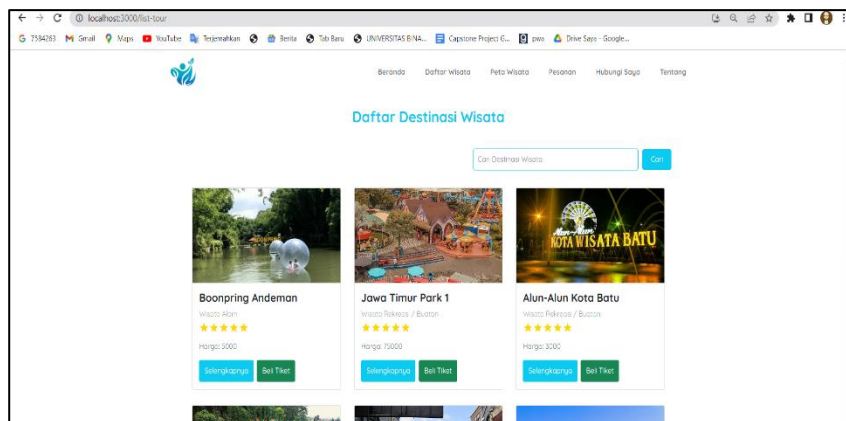 localhost:3000/list-tour
7584263 Gmail Maps YouTube Terjemahkan Berita Tab Baru UNIVERSITAS BINA... Capstone Project G... pwa Drive Saya - Google...
Beranda Daftar Wisata Peta Wisata Pesanan Hubungi Saya Tentang
Daftar Destinasi Wisata
Cari Destinasi Wisata Cari
BOONPRING
Alun-Alun
KOTA WISATA BATU
Boonpring Andeman
Wisata Alam
Harga: 5000
Selengkapnya Beli Tiket
Jawa Timur Park 1
Wisata Rekreasi / Buatan
Harga: 75000
Selengkapnya Beli Tiket
Alun-Alun Kota Batu
Wisata Rekreasi / Buatan
Harga: 3000
Selengkapnya Beli Tiket